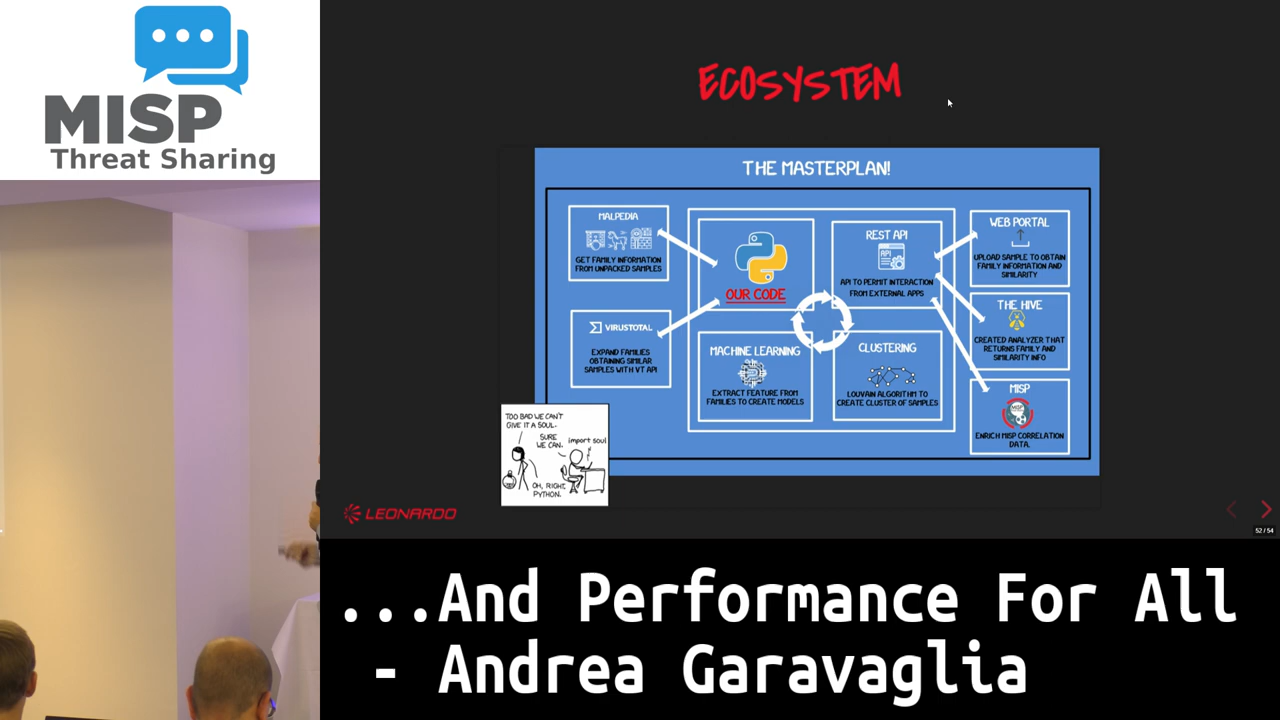 MISP
Threat Sharing
ECOSYSTEM
THE MASTERPLAN!
MALPEDIA
GET FAMILY INFORMATION
FROM UNPACKED SAMPLES
VIRUSTOTAL
EXPAND FAMILIES
OBTAINING SIMILAR
SAMPLES WITH VT API
OUR CODE
REST API
API
API TO PERMIT INTERACTION
FROM EXTERNAL APPS
MACHINE LEARNING
EXTRACT FEATURE FROM
FAMILIES TO CREATE MODELS
CLUSTERING
LOUVAIN ALGORITHM TO
CREATE CLUSTER OF SAMPLES
WEB PORTAL
UPLOAD SAMPLE TO OBTAIN
FAMILY INFORMATION AND
SIMILARITY
THE HIVE
CREATED ANALYZER THAT
RETURNS FAMILY AND
SIMILARITY INFO
MISP
MISP
ENRICH MISP CORRELATION
DATA.
TOO BAD WE CAN'T
GIVE IT A SOUL.
SURE
WE CAN.
import soul
OH, RIGHT,
PYTHON.
LEONARDO
52/54
...And Performance For All
- Andrea Garavaglia